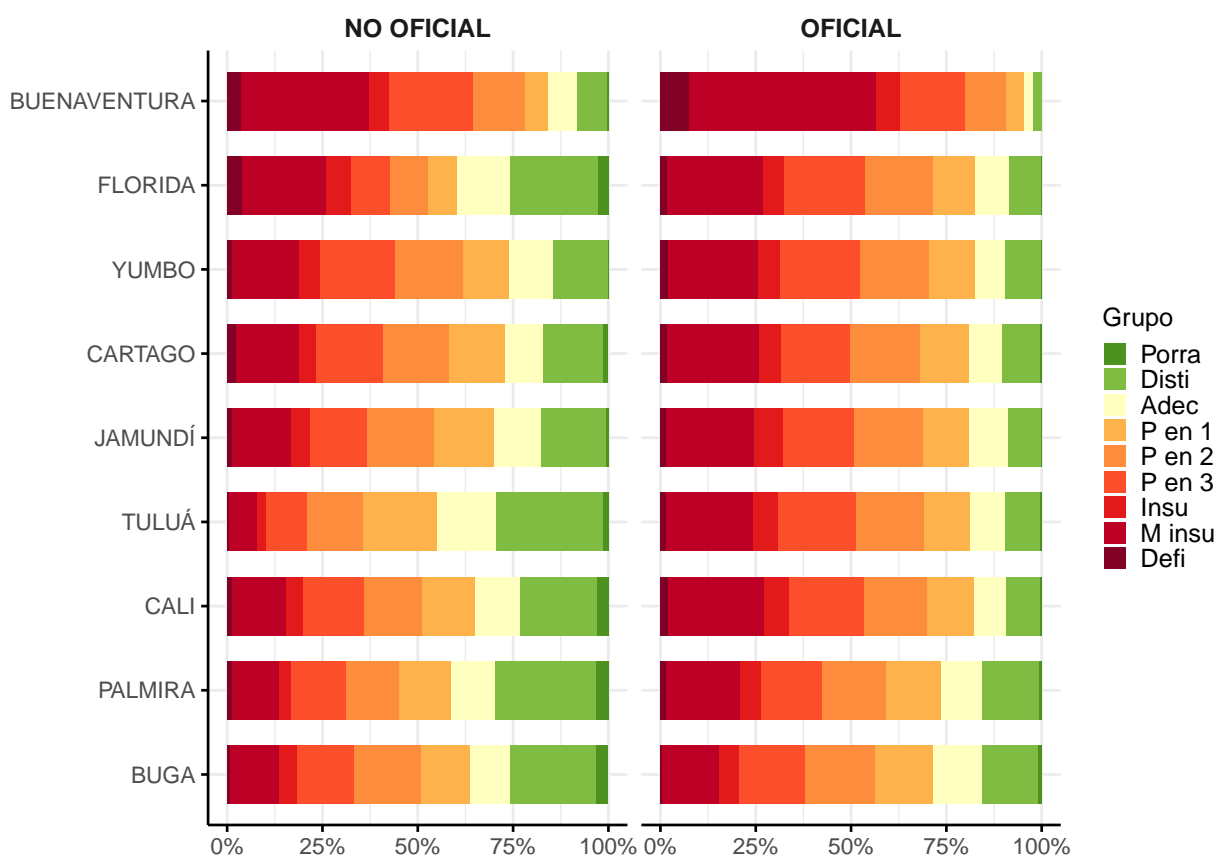 NO OFICIAL
OFICIAL
BUENAVENTURA
FLORIDA
YUMBO
CARTAGO
JAMUNDÍ
TULUÁ
CALI
PALMIRA
BUGA
0% 25% 50% 75% 100%
0% 25% 50% 75% 100%
Grupo
Porra
Disti
Adec
P en 1
P en 2
P en 3
Insu
M insu
Defi